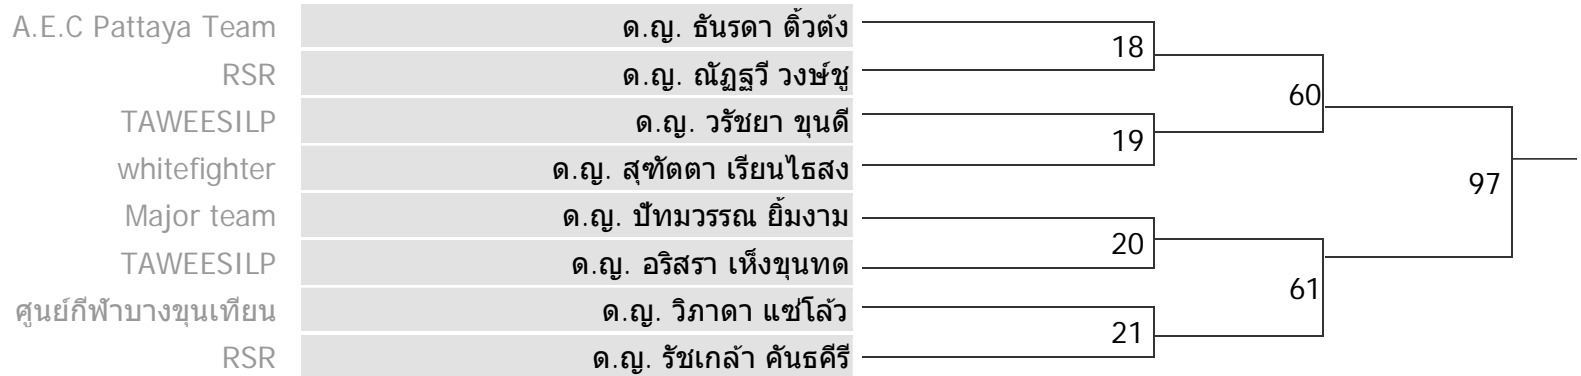 A.E.C Pattaya Team ด.ญ. ธันรดา ติ้วต้ง
18
RSR ด.ญ. ณัฏฐวี วงษ์ชู
60
TAWEESILP ด.ญ. วรัชยา ขุนดี
19
whitefighter ด.ญ. สุฑัตตา เรียนไธสง
97
Major team ด.ญ. ปัทมวรรณ ยิ้มงาม
20
TAWEESILP ด.ญ. อริสรา เห็งขุนทด
61
ศูนย์กีฬาบางขุนเทียน ด.ญ. วิภาดา แซ่โล้ว
21
RSR ด.ญ. รัชเกล้า คันธคีรี